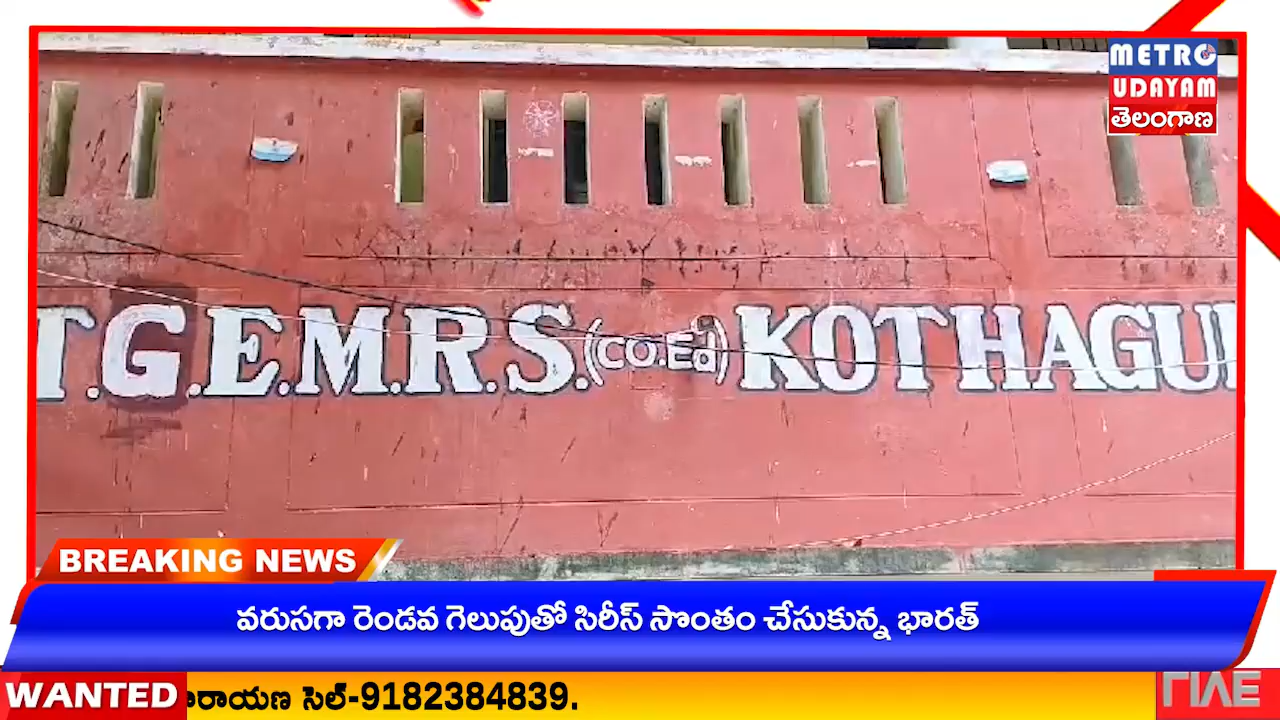 METRO
UDAYAM
తెలంగాణ
T.G.E.M.R.S.(CO.Ed) KOTHAGU
BREAKING NEWS
వరుసగా రెండవ గెలుపుతో సిరీస్ సొంతం చేసుకున్న భారత్
WANTED
సెల్-9182384839.